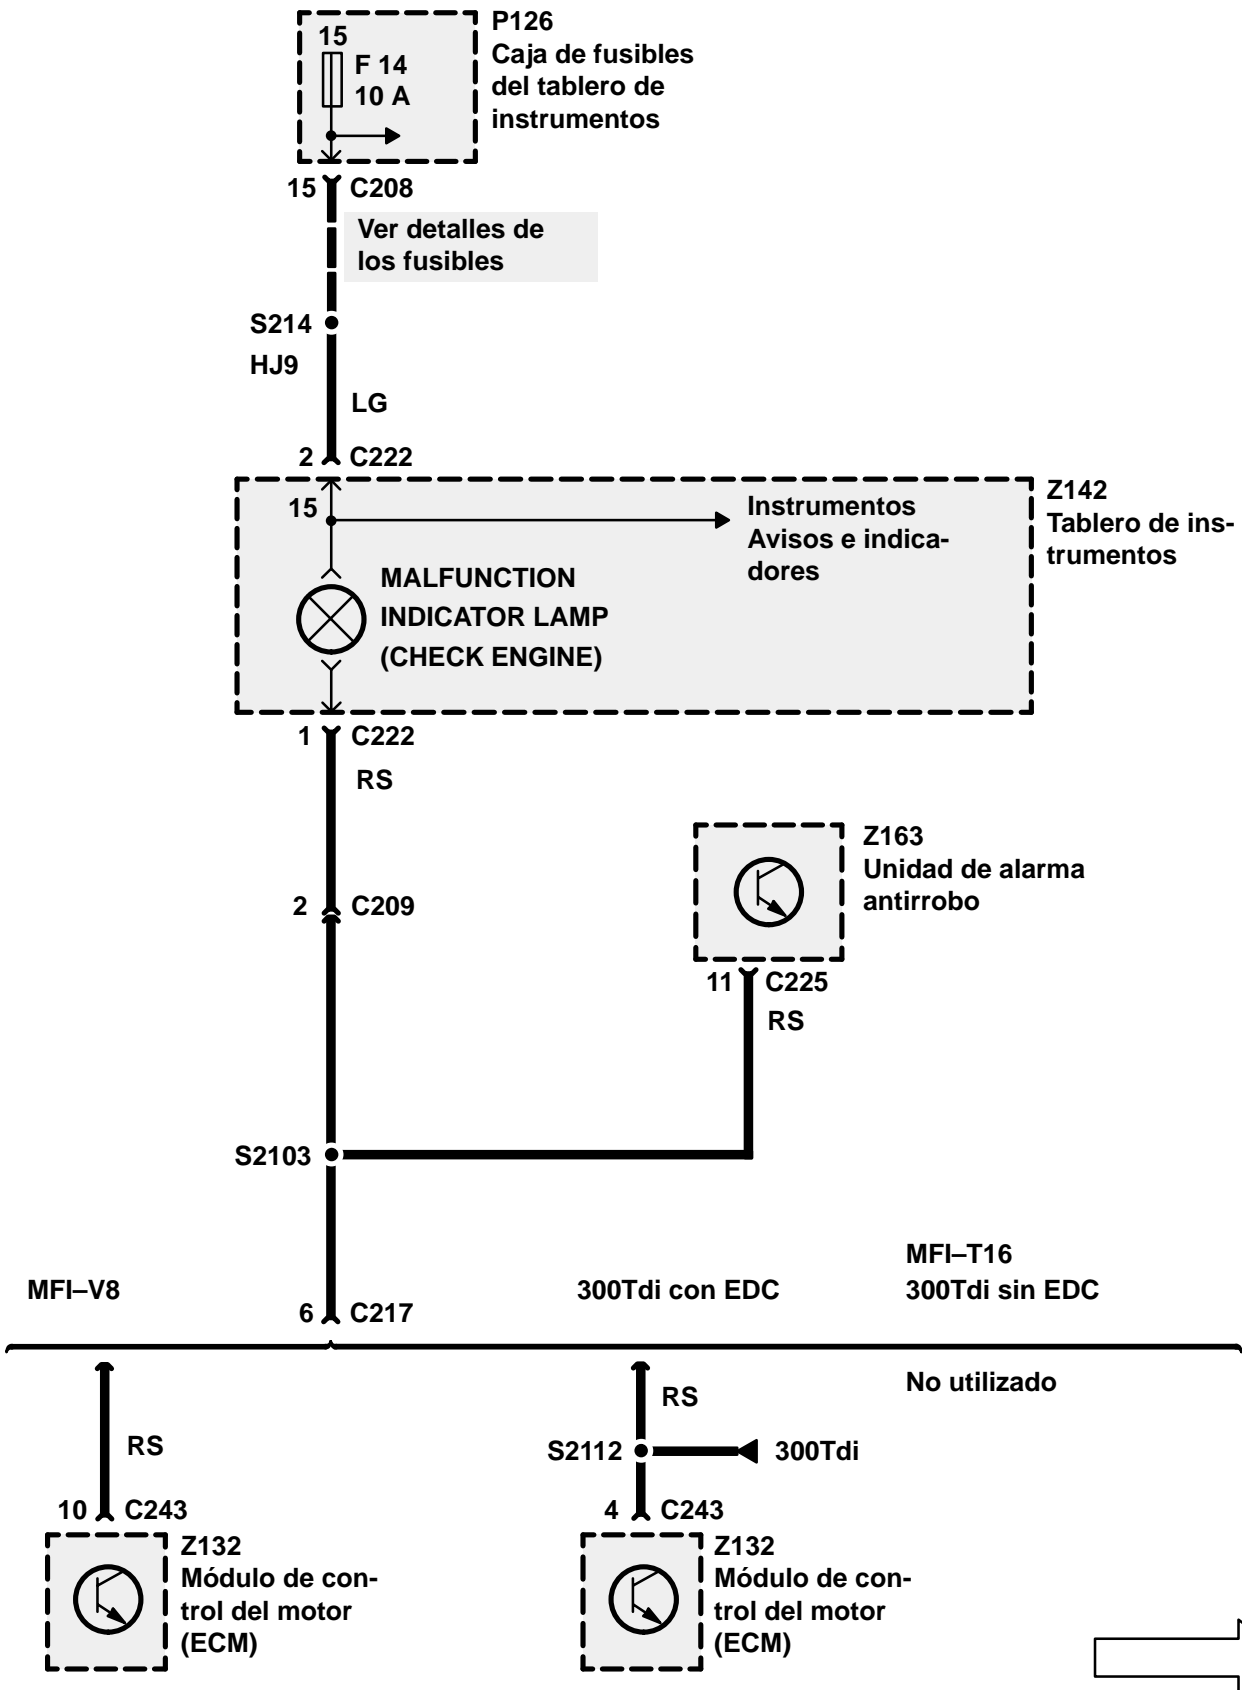 P126
Caja de fusibles
del tablero de
instrumentos
15
F 14
10 A
15 C208
Ver detalles de
los fusibles
S214
HJ9
LG
2 C222
Z142
Tablero de ins-
trumentos
15
Instrumentos
Avisos e indica-
dores
MALFUNCTION
INDICATOR LAMP
(CHECK ENGINE)
1 C222
RS
Z163
Unidad de alarma
antirrobo
2 C209
11 C225
RS
S2103
MFI–V8
300Tdi con EDC
MFI–T16
300Tdi sin EDC
6 C217
No utilizado
RS
RS
S2112
300Tdi
10 C243
4 C243
Z132
Módulo de con-
trol del motor
(ECM)
Z132
Módulo de con-
trol del motor
(ECM)